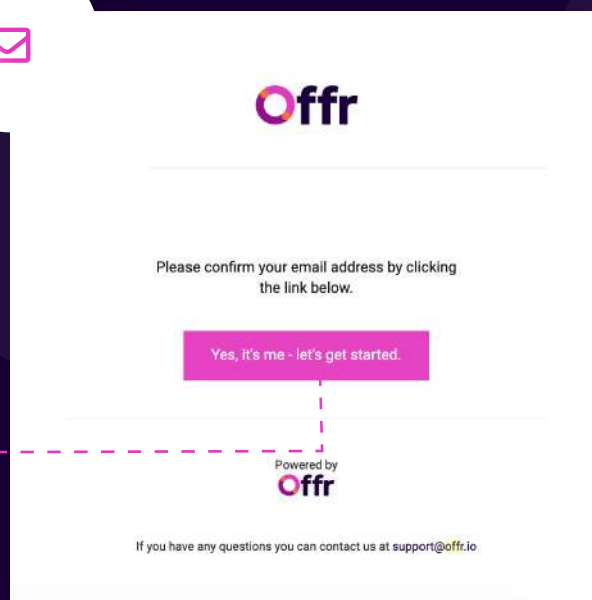 Offr
Please confirm your email address by clicking
the link below.
Yes, it's me - let's get started.
Powered by
Offr
If you have any questions you can contact us at support@offr.io